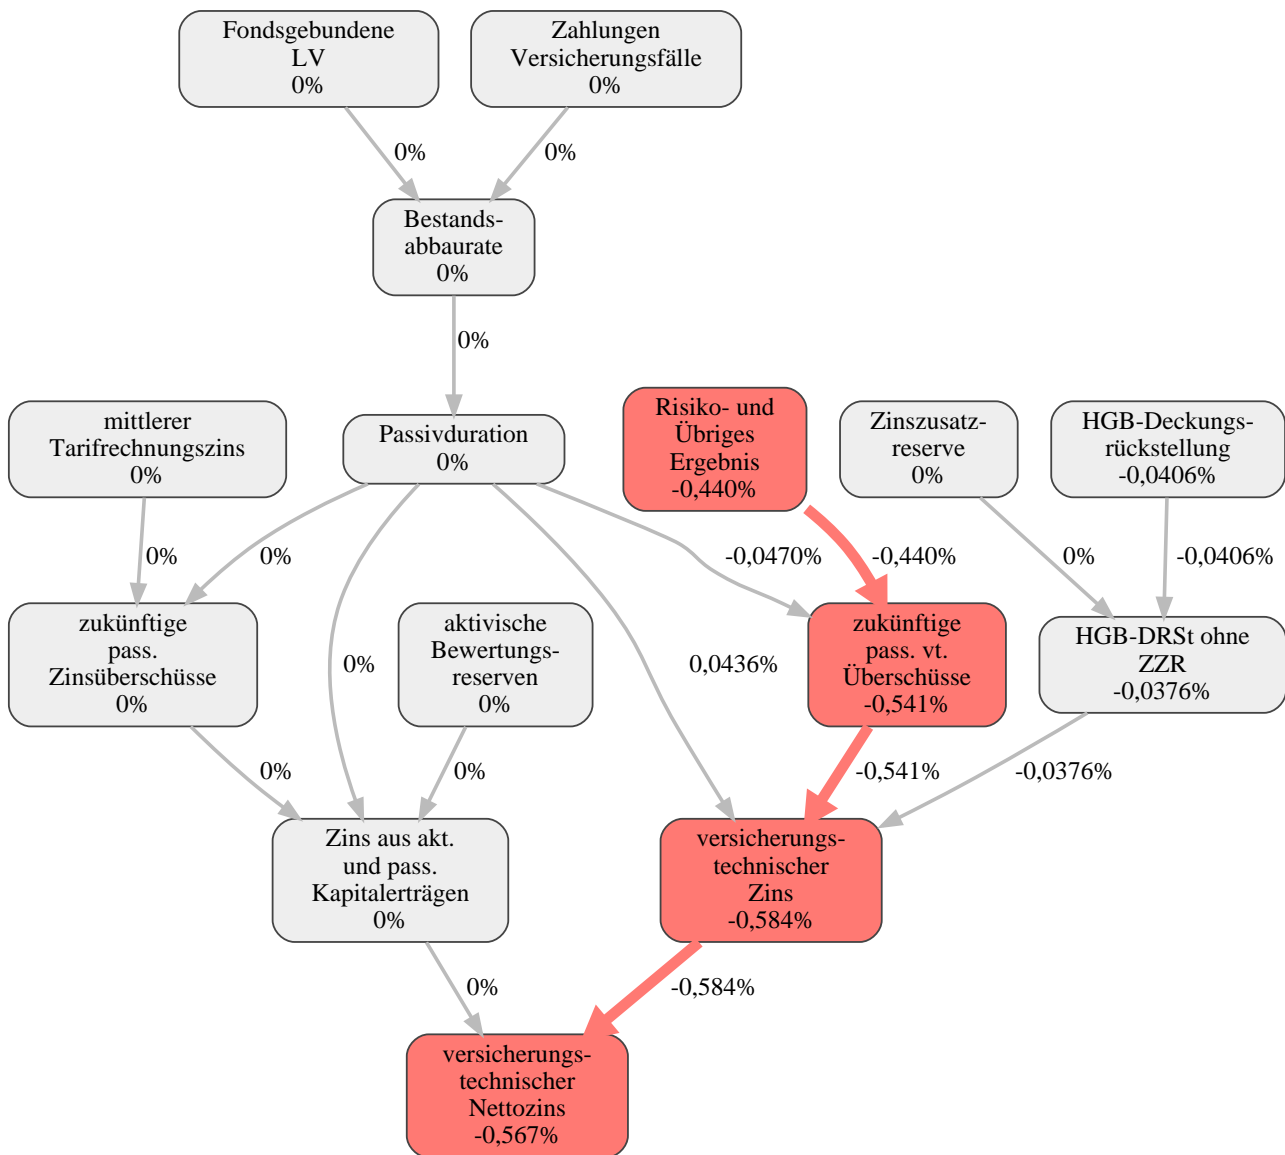 Fondsgebundene
LV
0%
Zahlungen
Versicherungsfälle
0%
0%
0%
Bestands-
abbaurate
0%
0%
mittlerer
Tarifrechnungszins
0%
Passivduration
0%
Risiko- und
Übriges
Ergebnis
-0,440%
Zinszusatz-
reserve
0%
HGB-Deckungs-
rückstellung
-0,0406%
0%
0%
-0,0470%
-0,440%
0%
-0,0406%
zukünftige
pass.
Zinsüberschüsse
0%
0%
aktivische
Bewertungs-
reserven
0%
0,0436%
zukünftige
pass. vt.
Überschüsse
-0,541%
HGB-DRSt ohne
ZZR
-0,0376%
0%
0%
-0,541%
-0,0376%
Zins aus akt.
und pass.
Kapitalerträgen
0%
versicherungs-
technischer
Zins
-0,584%
0%
-0,584%
versicherungs-
technischer
Nettozins
-0,567%